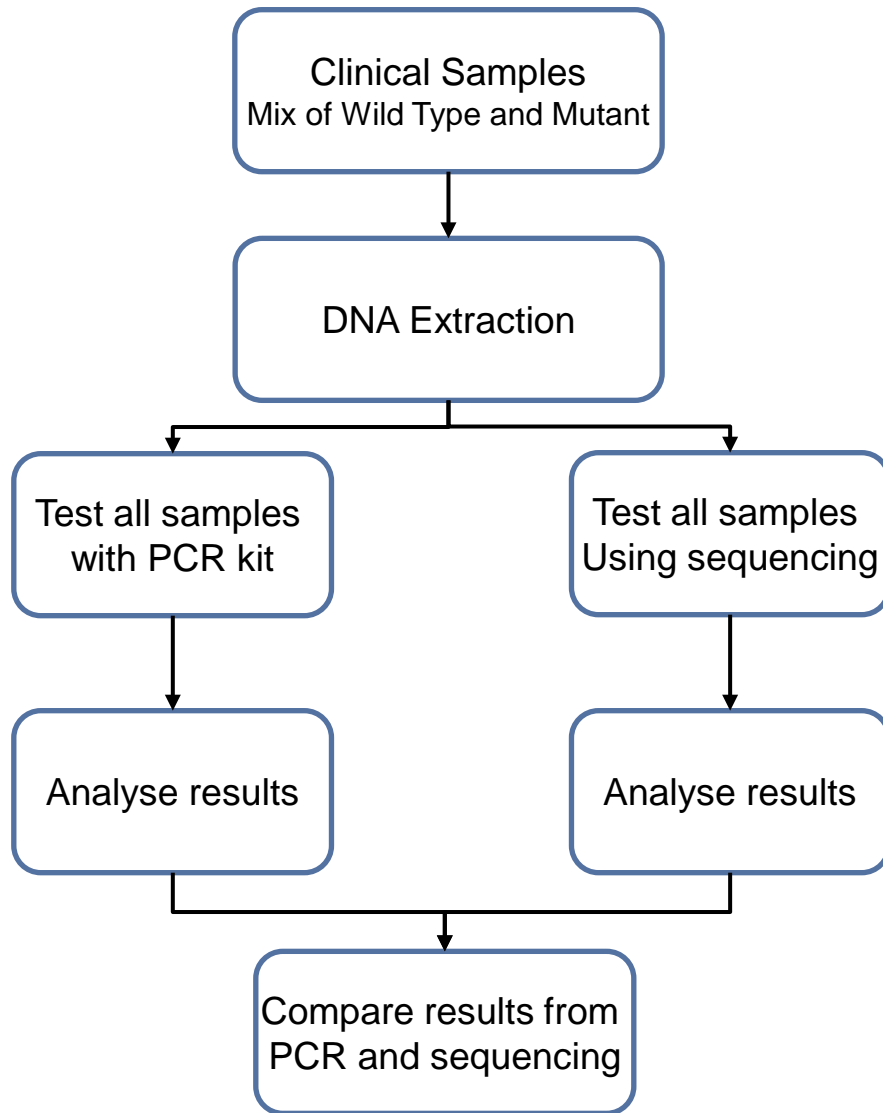 Clinical Samples
Mix of Wild Type and Mutant
DNA Extraction
Test all samples
with PCR kit
Test all samples
Using sequencing
Analyse results
Analyse results
Compare results from
PCR and sequencing